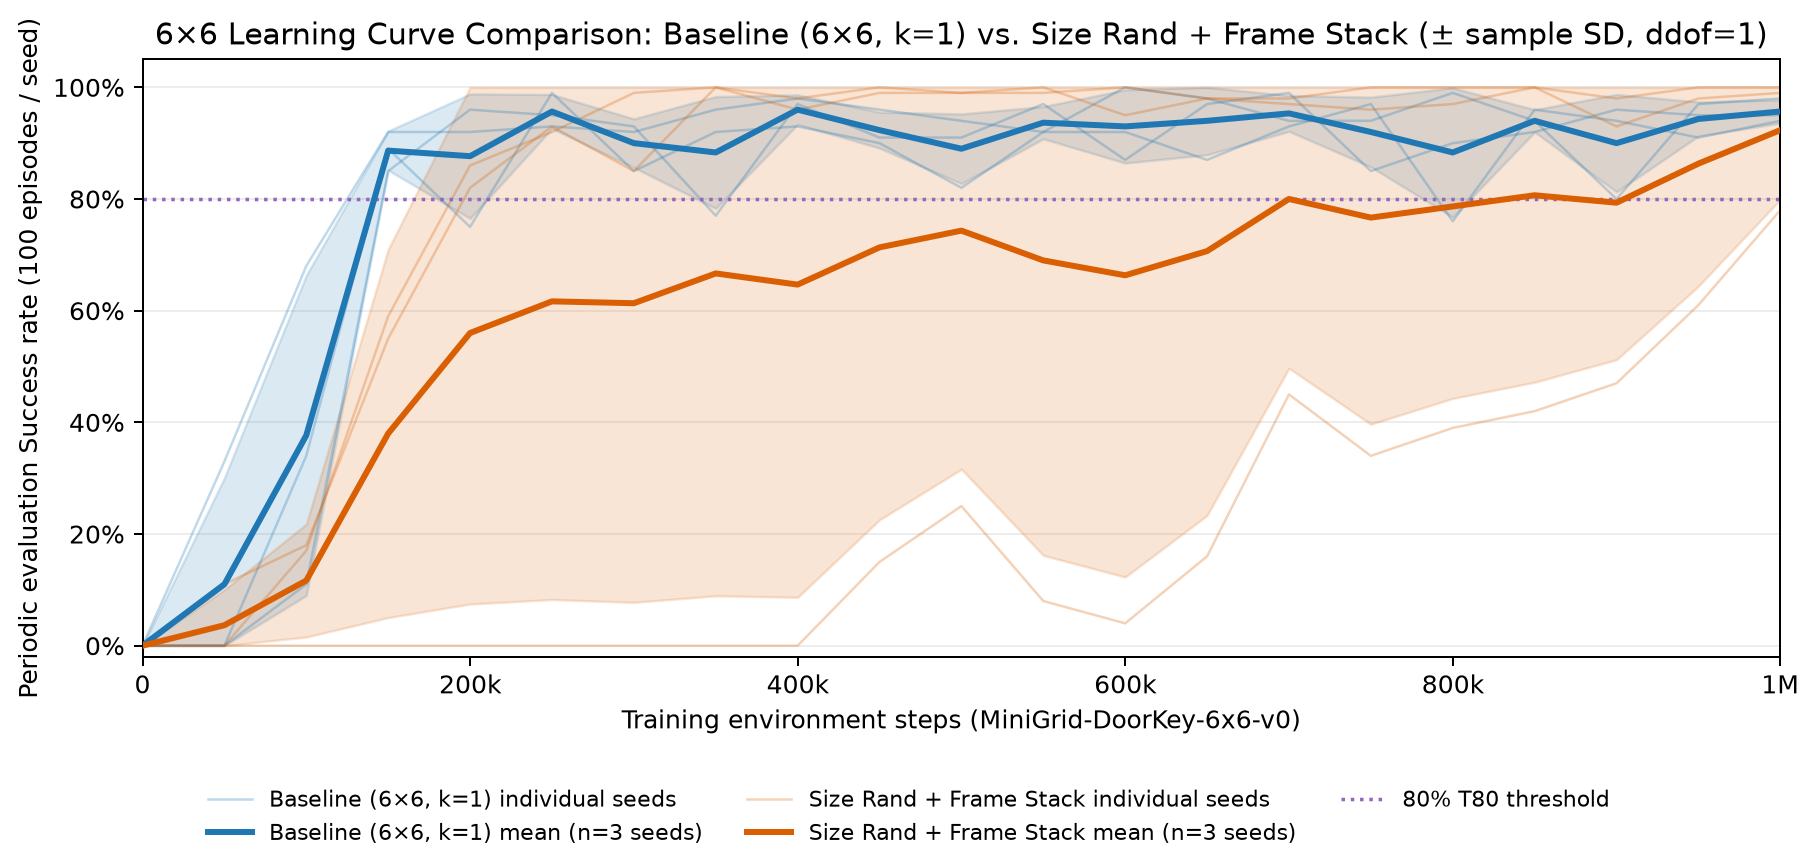 6×6 Learning Curve Comparison: Baseline (6×6, k=1) vs. Size Rand + Frame Stack (± sample SD, ddof=1)
Periodic evaluation Success rate (100 episodes / seed)
100%
80%
60%
40%
20%
0%
0
200k
400k
600k
800k
1M
Training environment steps (MiniGrid-DoorKey-6x6-v0)
Baseline (6×6, k=1) individual seeds
Baseline (6×6, k=1) mean (n=3 seeds)
Size Rand + Frame Stack individual seeds
Size Rand + Frame Stack mean (n=3 seeds)
80% T80 threshold